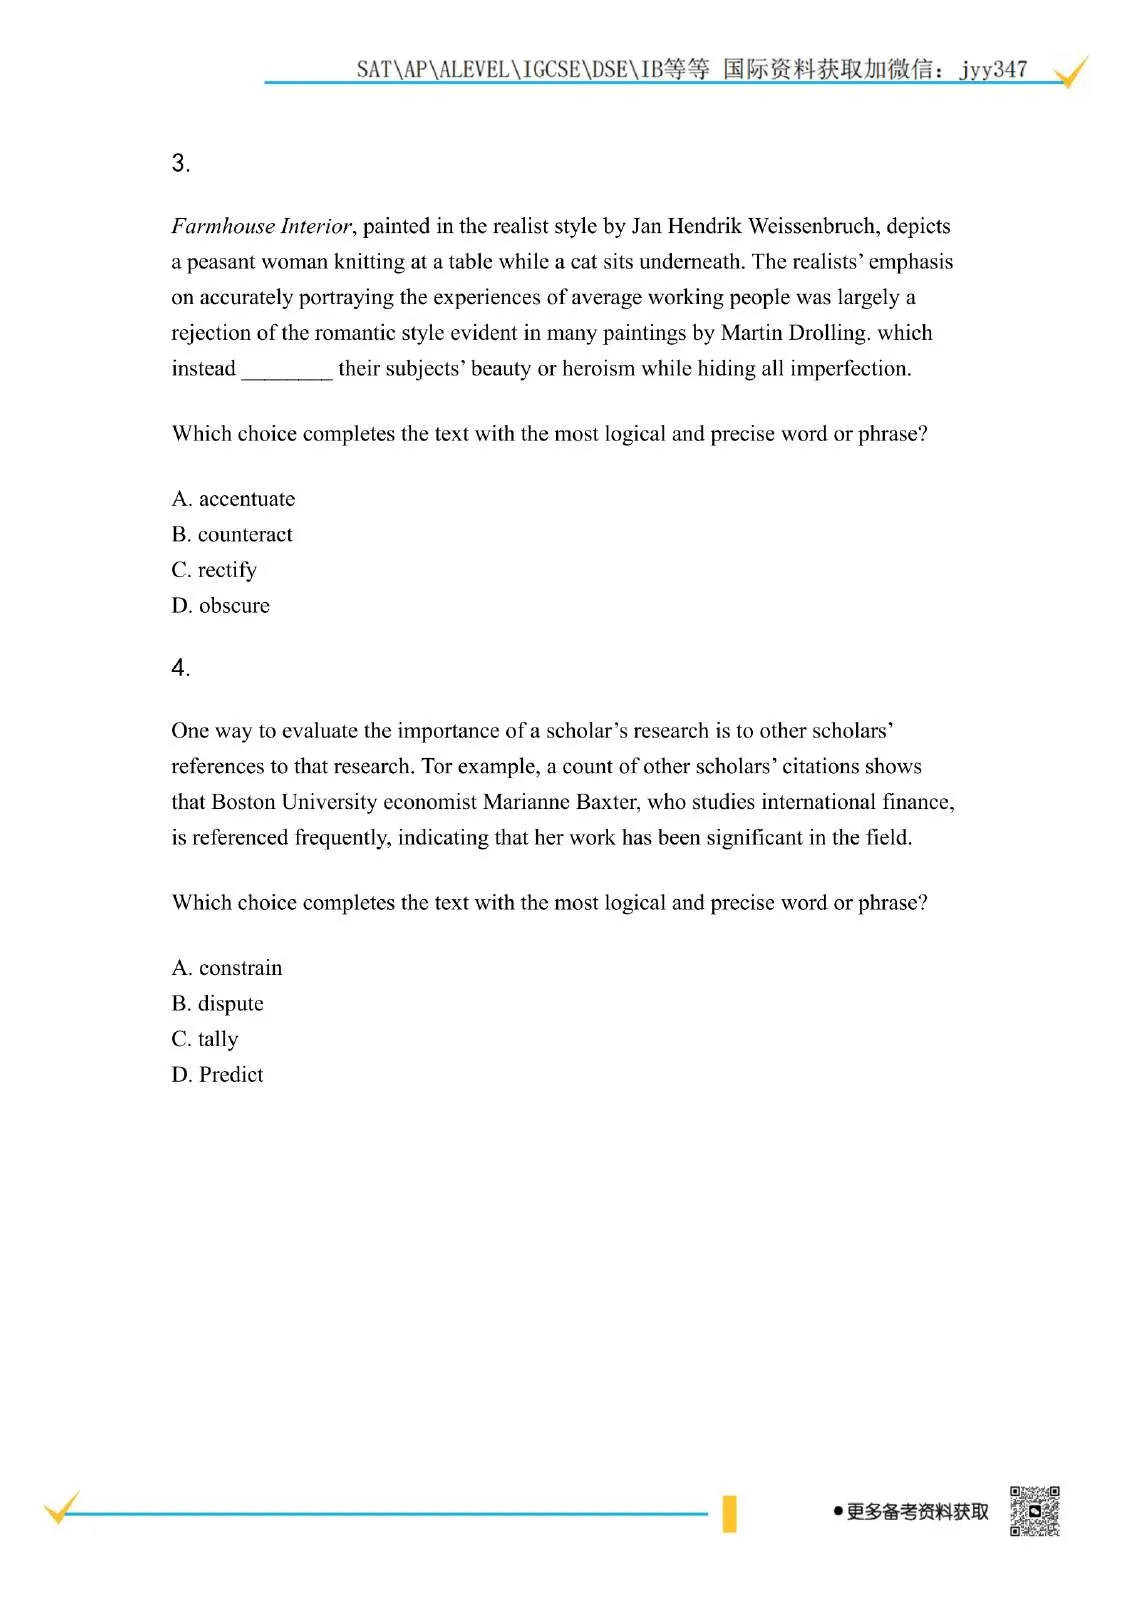 SAT\AP\ALEVEL\IGCSE\DSE\IB等等 国际资料获取加微信：jyy347
3.
Farmhouse Interior, painted in the realist style by Jan Hendrik Weissenbruch, depicts
a peasant woman knitting at a table while a cat sits underneath. The realists’ emphasis
on accurately portraying the experiences of average working people was largely a
rejection of the romantic style evident in many paintings by Martin Drolling. which
instead ________ their subjects’ beauty or heroism while hiding all imperfection.
Which choice completes the text with the most logical and precise word or phrase?
A. accentuate
B. counteract
C. rectify
D. obscure
4.
One way to evaluate the importance of a scholar’s research is to other scholars’
references to that research. Tor example, a count of other scholars’ citations shows
that Boston University economist Marianne Baxter, who studies international finance,
is referenced frequently, indicating that her work has been significant in the field.
Which choice completes the text with the most logical and precise word or phrase?
A. constrain
B. dispute
C. tally
D. Predict
●更多备考资料获取